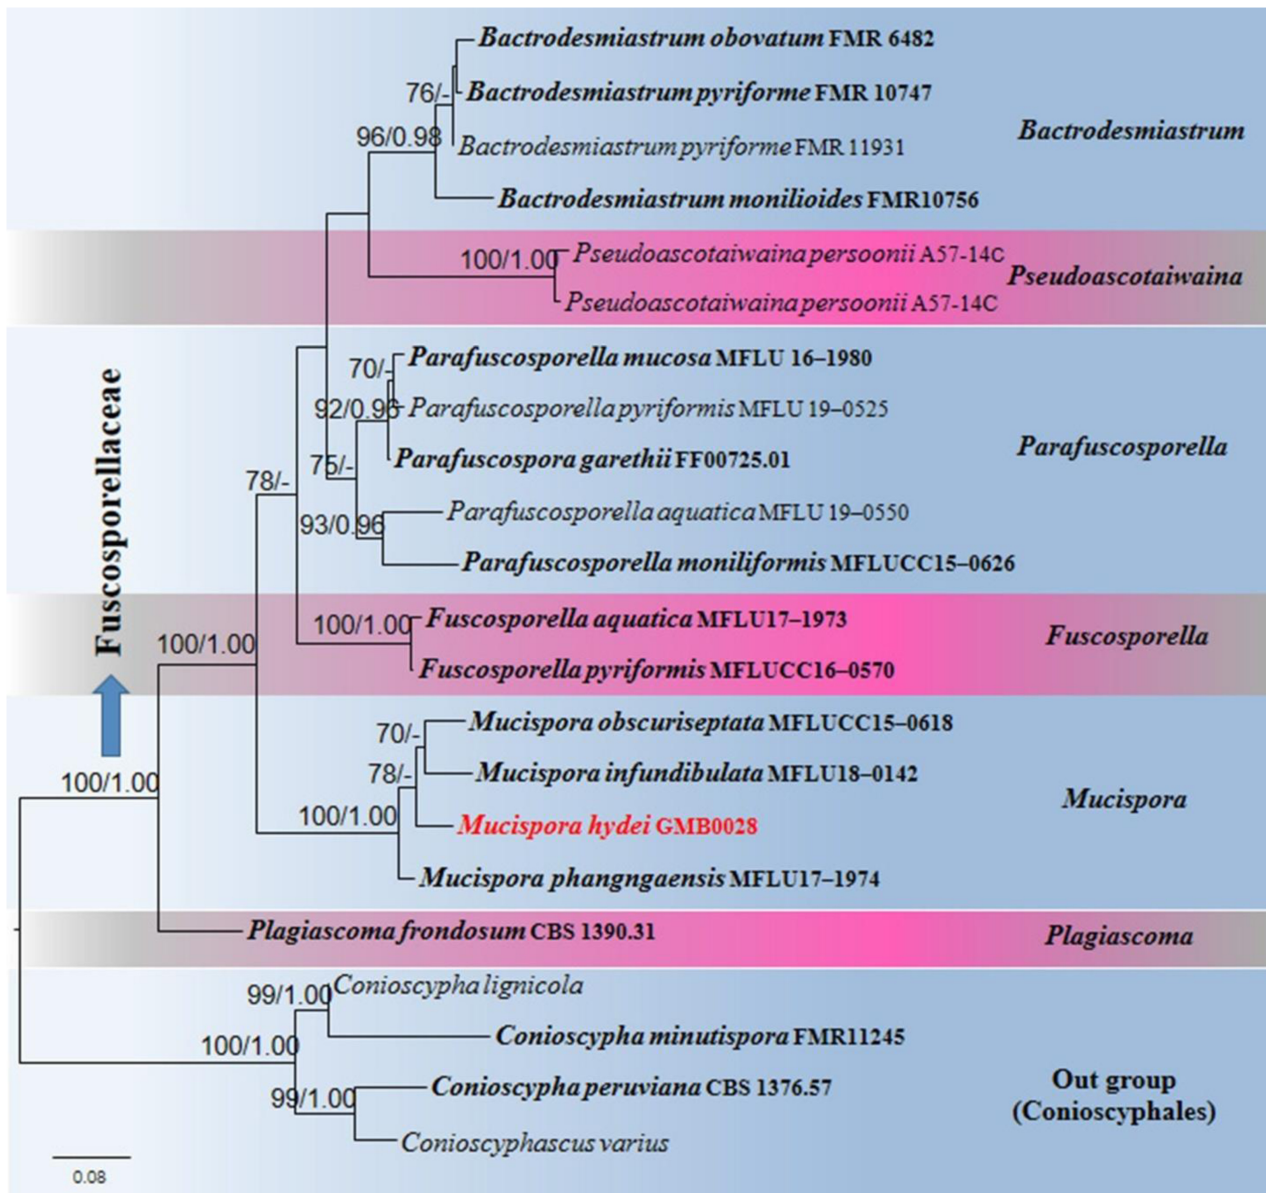 Bactrodesmiastrum obovatum FMR 6482
76/-
Bactrodesmiastrum pyriforme FMR 10747
96/0.98
Bactrodesmiastrum pyriforme FMR 11931
Bactrodesmiastrum
Bactrodesmiastrum monilioides FMR10756
100/1.00
Pseudoascotaiwaina persoonii A57-14C
Pseudoascotaiwaina
Pseudoascotaiwaina persoonii A57-14C
Parafuscosporella mucosa MFLU 16–1980
70/-
92/0.96
Parafuscosporella pyriformis MFLU 19–0525
Parafuscosporella
75/-
Parafuscospora garethii FF00725.01
78/-
Parafuscosporella aquatica MFLU 19–0550
93/0.96
Parafuscosporella moniliformis MFLUCC15–0626
Fuscosporellaceae
100/1.00
Fuscosporella aquatica MFLU17–1973
Fuscosporella
100/1.00
Fuscosporella pyriformis MFLUCC16–0570
Mucispora obscuriseptata MFLUCC15–0618
70/-
78/-
Mucispora infundibulata MFLU18–0142
100/1.00
Mucispora
100/1.00
Mucispora hydei GMB0028
Mucispora phangngaensis MFLU17–1974
Plagiascoma frondosum CBS 1390.31
Plagiascoma
99/1.00
Conioscypha lignicola
100/1.00
Conioscypha minutispora FMR11245
99/1.00
Conioscypha peruviana CBS 1376.57
Out group
(Conioscyphales)
Conioscyphascus varius
0.08